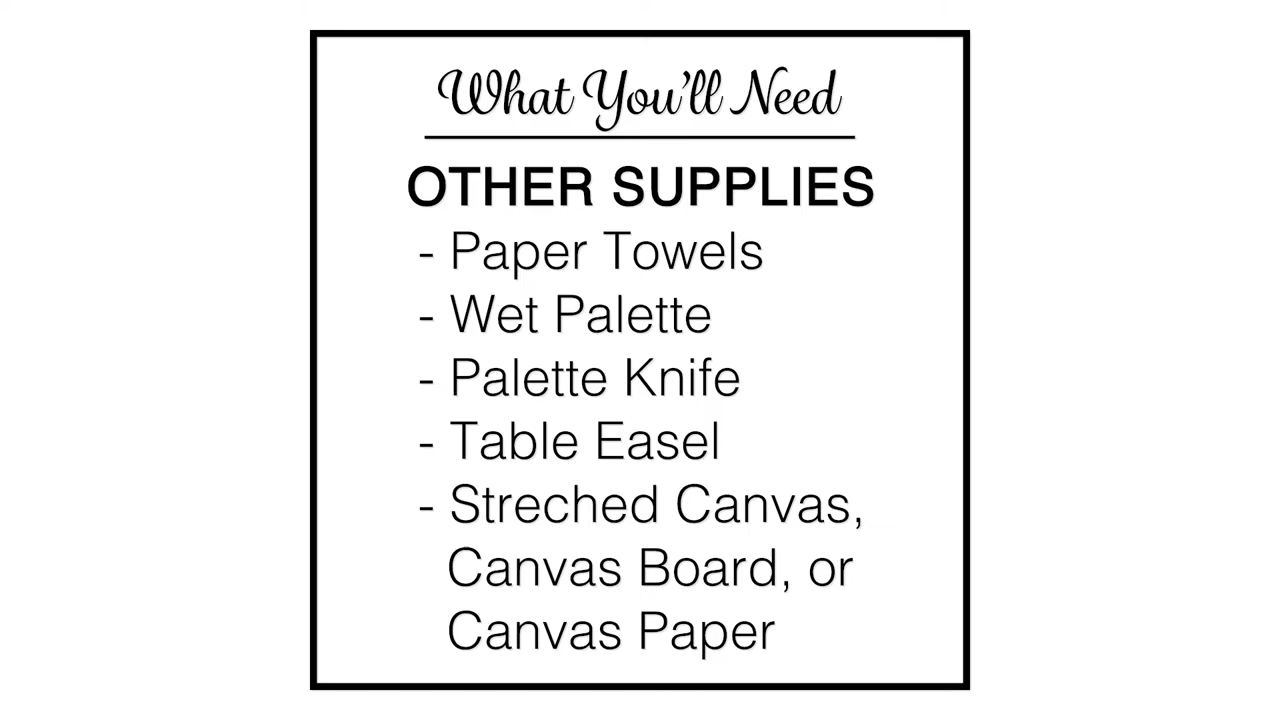 What You'll Need
OTHER SUPPLIES
- Paper Towels
- Wet Palette
- Palette Knife
- Table Easel
- Streched Canvas,
Canvas Board, or
Canvas Paper